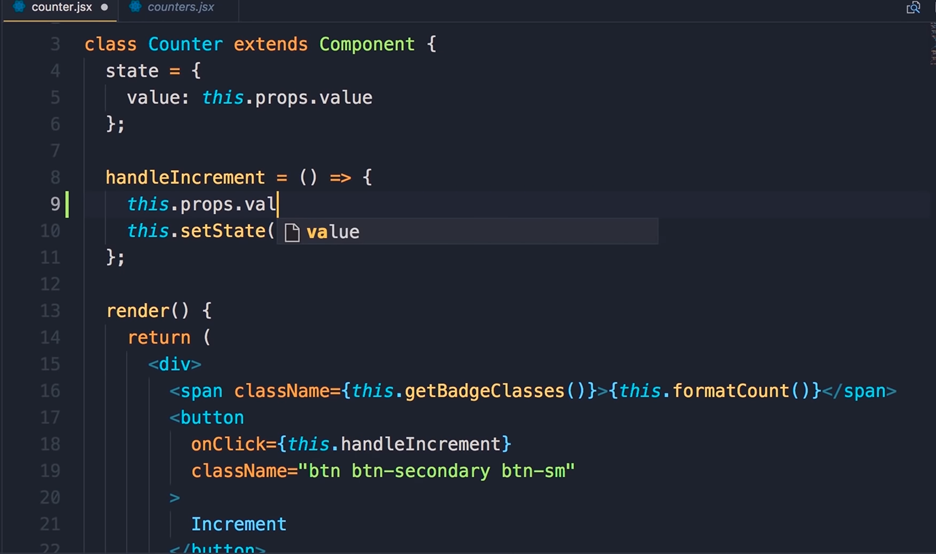 counter.jsx ● counters.jsx
3 class Counter extends Component {
4 state = {
5 value: this.props.value
6 };
7
8 handleIncrement = () => {
9 this.props.val
10 this.setState( value
11 };
12
13 render() {
14 return (
15 <div>
16 <span className={this.getBadgeClasses()}>{this.formatCount()}</span>
17 <button
18 onClick={this.handleIncrement}
19 className="btn btn-secondary btn-sm"
20 >
21 Increment
22 </button>